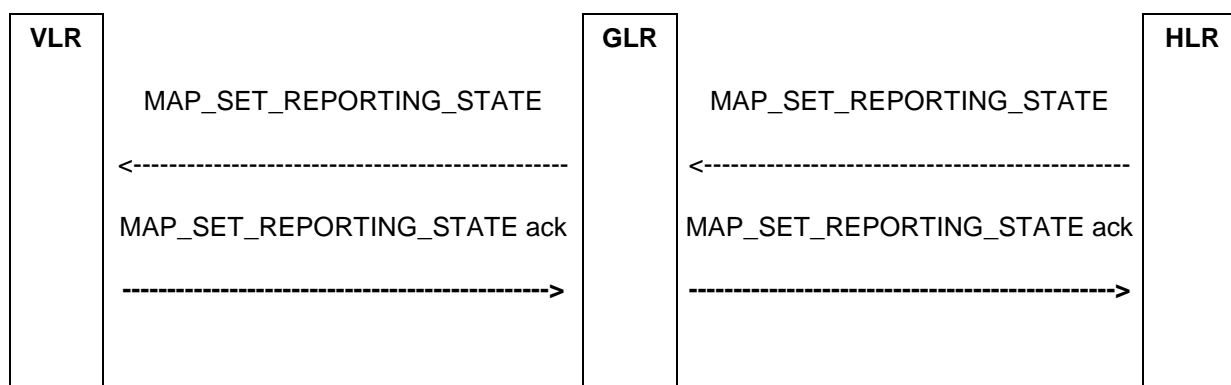 VLR GLR HLR
MAP_SET_REPORTING_STATE MAP_SET_REPORTING_STATE
<------------------------------------------------ <-----------------------------------------------
MAP_SET_REPORTING_STATE ack MAP_SET_REPORTING_STATE ack
-----------------------------------------------> ----------------------------------------------->